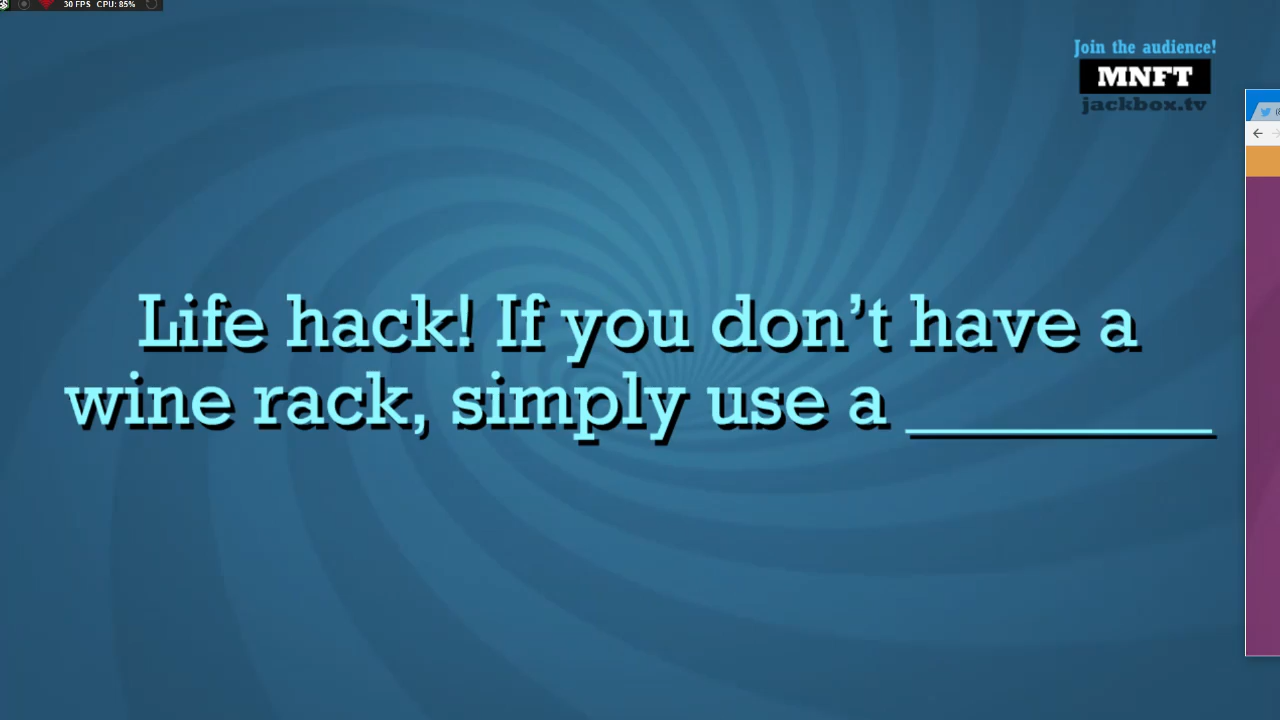 30 FPS CPU: 85%
Join the audience!
MNFT
jackbox.tv
Life hack! If you don't have a
wine rack, simply use a __________